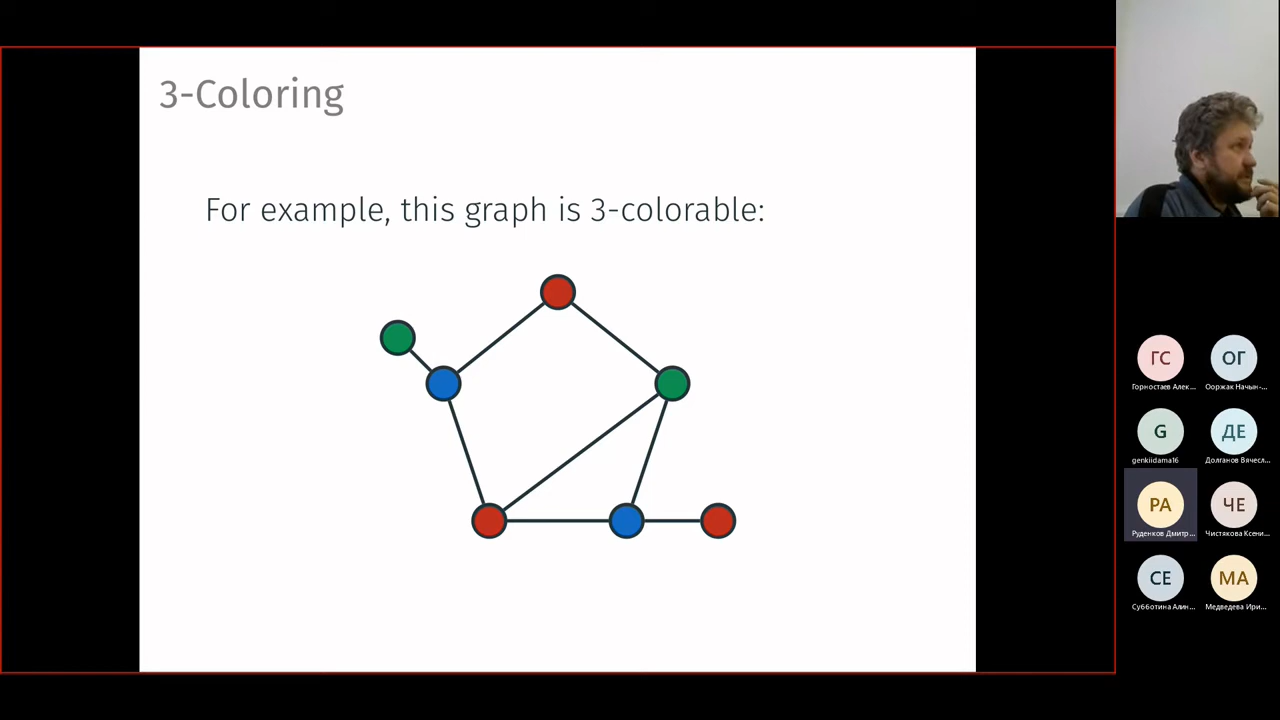 3-Coloring
For example, this graph is 3-colorable:
ГС
ОГ
Горностаев Алек...
Ооржак Начын-...
G
ДЕ
genkiidama16
Долганов Вячесл...
РА
ЧЕ
Руденков Дмитр...
Чистякова Ксени...
СЕ
МА
Субботина Алин...
Медведева Ири...